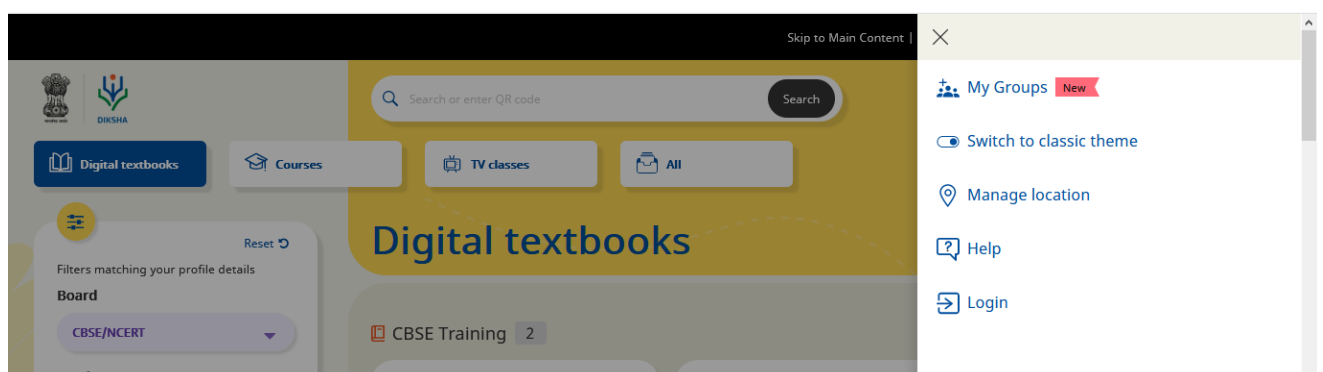 Skip to Main Content |
DIKSHA
Search or enter QR code
Search
Digital textbooks
Courses
TV classes
All
Reset
Filters matching your profile details
Board
CBSE/NCERT
Digital textbooks
CBSE Training 2
My Groups New
Switch to classic theme
Manage location
Help
Login